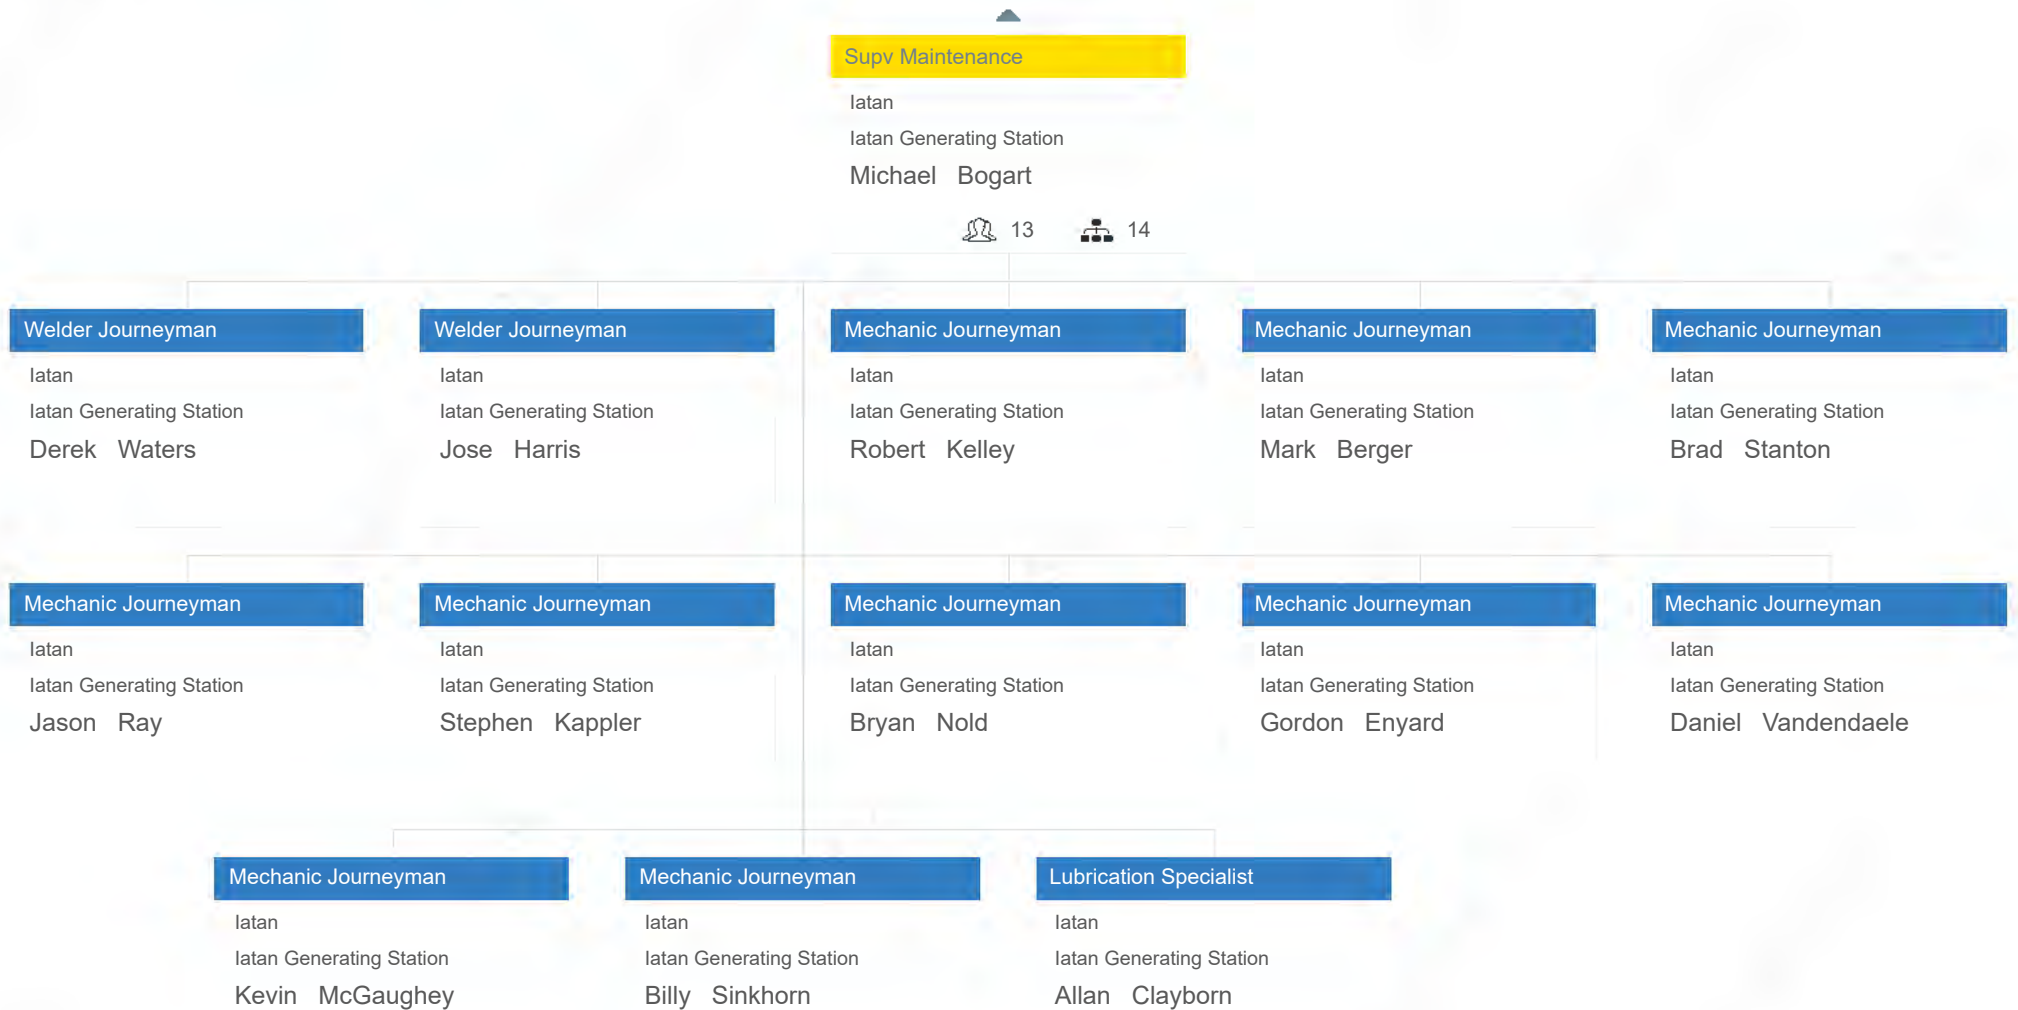 Supv Maintenance
Iatan
Iatan Generating Station
Michael Bogart
13 14
Welder Journeyman
Iatan
Iatan Generating Station
Derek Waters
Welder Journeyman
Iatan
Iatan Generating Station
Jose Harris
Mechanic Journeyman
Iatan
Iatan Generating Station
Robert Kelley
Mechanic Journeyman
Iatan
Iatan Generating Station
Mark Berger
Mechanic Journeyman
Iatan
Iatan Generating Station
Brad Stanton
Mechanic Journeyman
Iatan
Iatan Generating Station
Jason Ray
Mechanic Journeyman
Iatan
Iatan Generating Station
Stephen Kappler
Mechanic Journeyman
Iatan
Iatan Generating Station
Bryan Nold
Mechanic Journeyman
Iatan
Iatan Generating Station
Gordon Enyard
Mechanic Journeyman
Iatan
Iatan Generating Station
Daniel Vandendaele
Mechanic Journeyman
Iatan
Iatan Generating Station
Kevin McGaughey
Mechanic Journeyman
Iatan
Iatan Generating Station
Billy Sinkhorn
Lubrication Specialist
Iatan
Iatan Generating Station
Allan Clayborn